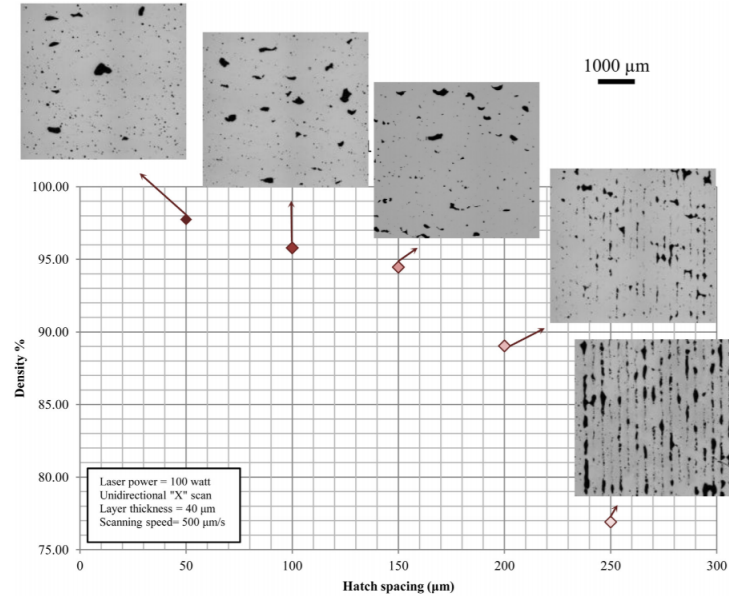 1000 µm
100.00
95.00
90.00
85.00
80.00
75.00
Density %
Laser power = 100 watt
Unidirectional "X" scan
Layer thickness = 40 µm
Scanning speed= 500 µm/s
0 50 100 150 200 250 300
Hatch spacing (µm)